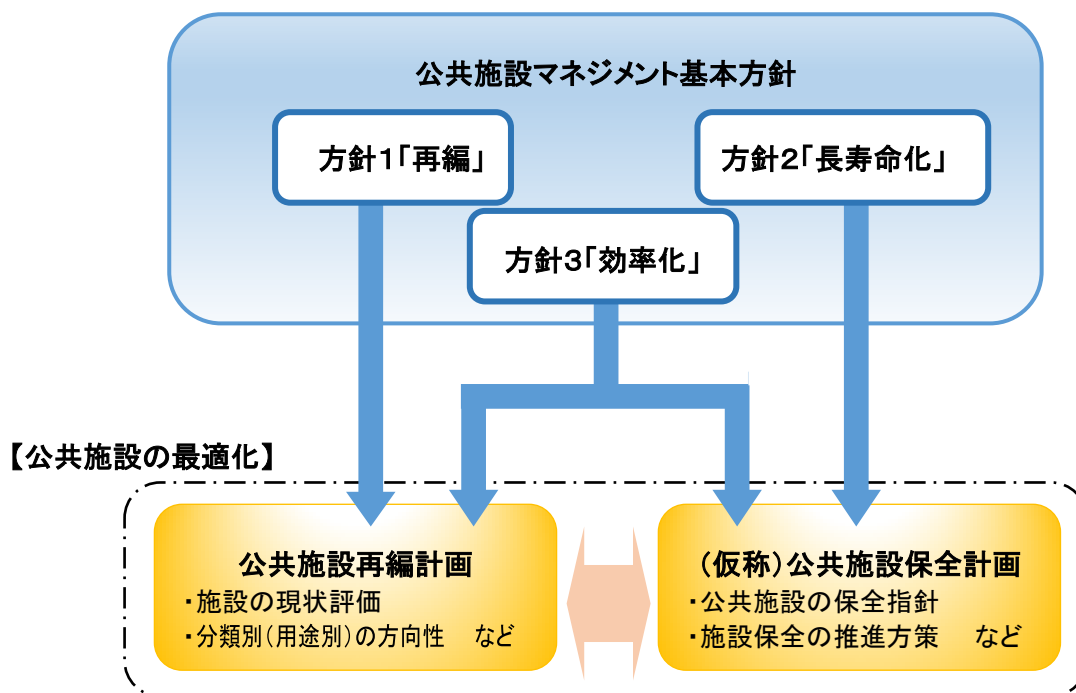 公共施設マネジメント基本方針
方針1「再編」
方針2「長寿命化」
方針3「効率化」
【公共施設の最適化】
公共施設再編計画
・施設の現状評価
・分類別(用途別)の方向性 など
(仮称)公共施設保全計画
・公共施設の保全指針
・施設保全の推進方策 など